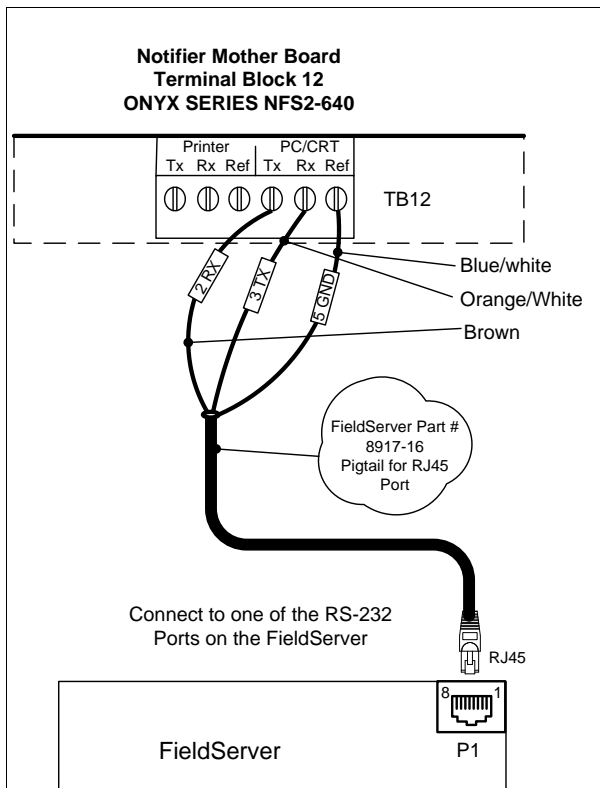 Notifier Mother Board
Terminal Block 12
ONYX SERIES NFS2-640
Printer PC/CRT
Tx Rx Ref Tx Rx Ref
TB12
2 RX
3 TX
5 GND
Blue/white
Orange/White
Brown
FieldServer Part #
8917-16
Pigtail for RJ45
Port
Connect to one of the RS-232
Ports on the FieldServer
RJ45
8 1
FieldServer
P1